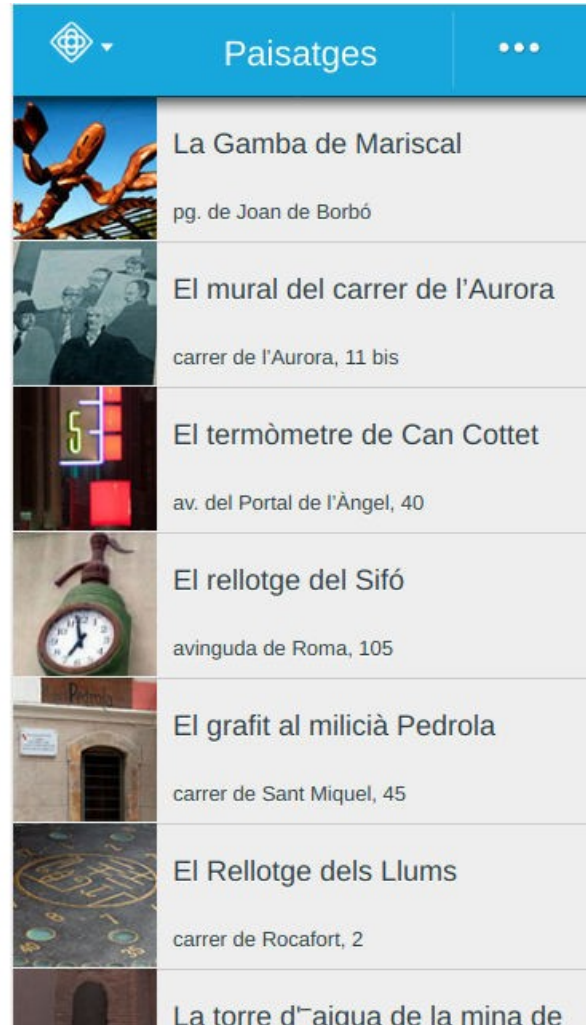 Paisatges
La Gamba de Mariscal
pg. de Joan de Borbó
El mural del carrer de l’Aurora
carrer de l’Aurora, 11 bis
5
El termòmetre de Can Cottet
av. del Portal de l’Àngel, 40
El rellotge del Sifó
avinguda de Roma, 105
Pedrola
El grafit al milicià Pedrola
carrer de Sant Miquel, 45
El Rellotge dels Llums
carrer de Rocafort, 2
La torre d'‾aigua de la mina de